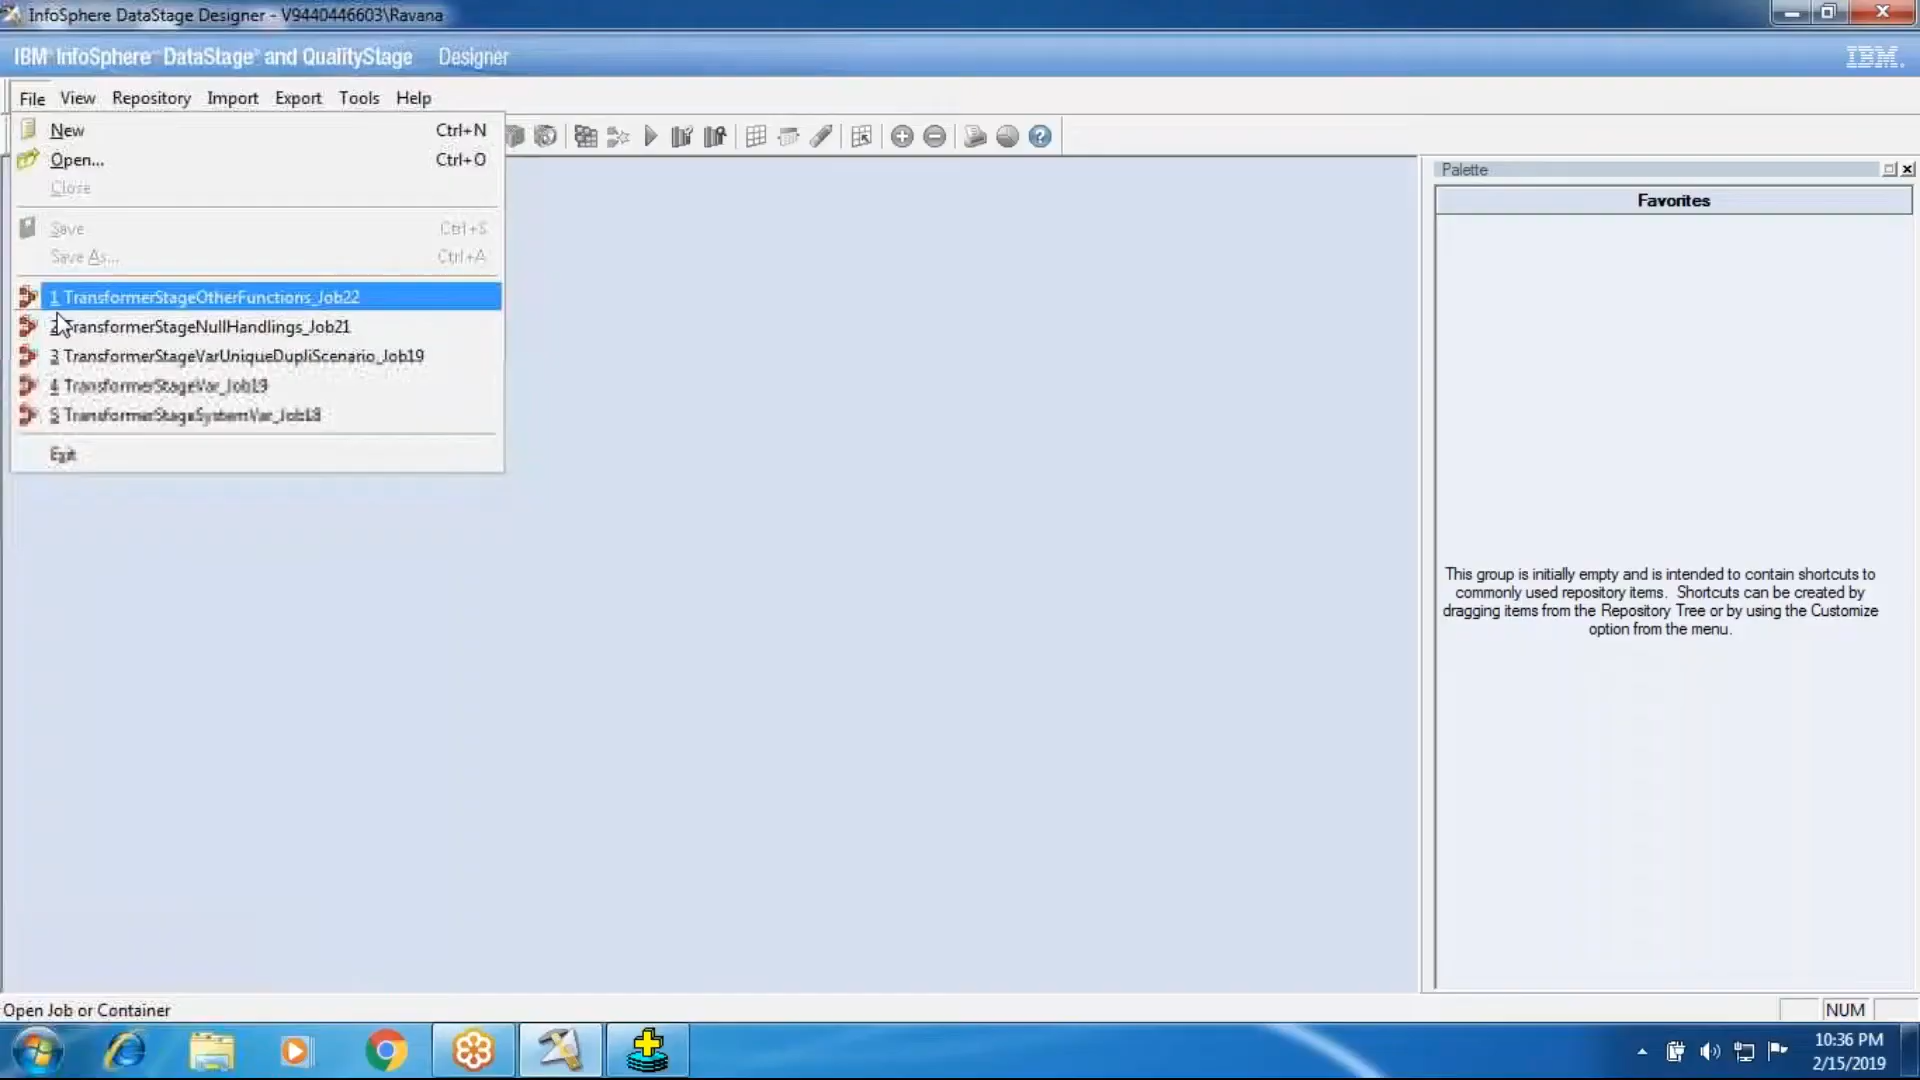 InfoSphere DataStage Designer - V9440446603\Ravana
IBM InfoSphere DataStage and QualityStage Designer
IBM.
File View Repository Import Export Tools Help
New Ctrl+N
Open... Ctrl+O
Close
Save Ctrl+S
Save As... Ctrl+A
1 TransformerStageOtherFunctions_Job22
2 TransformerStageNullHandlings_Job21
3 TransformerStageVarUniqueDupliScenario_Job19
4 TransformerStageVar_Job19
5 TransformerStageSystemVar_Job18
Exit
Palette
Favorites
This group is initially empty and is intended to contain shortcuts to
commonly used repository items. Shortcuts can be created by
dragging items from the Repository Tree or by using the Customize
option from the menu.
Open Job or Container
NUM
10:36 PM
2/15/2019